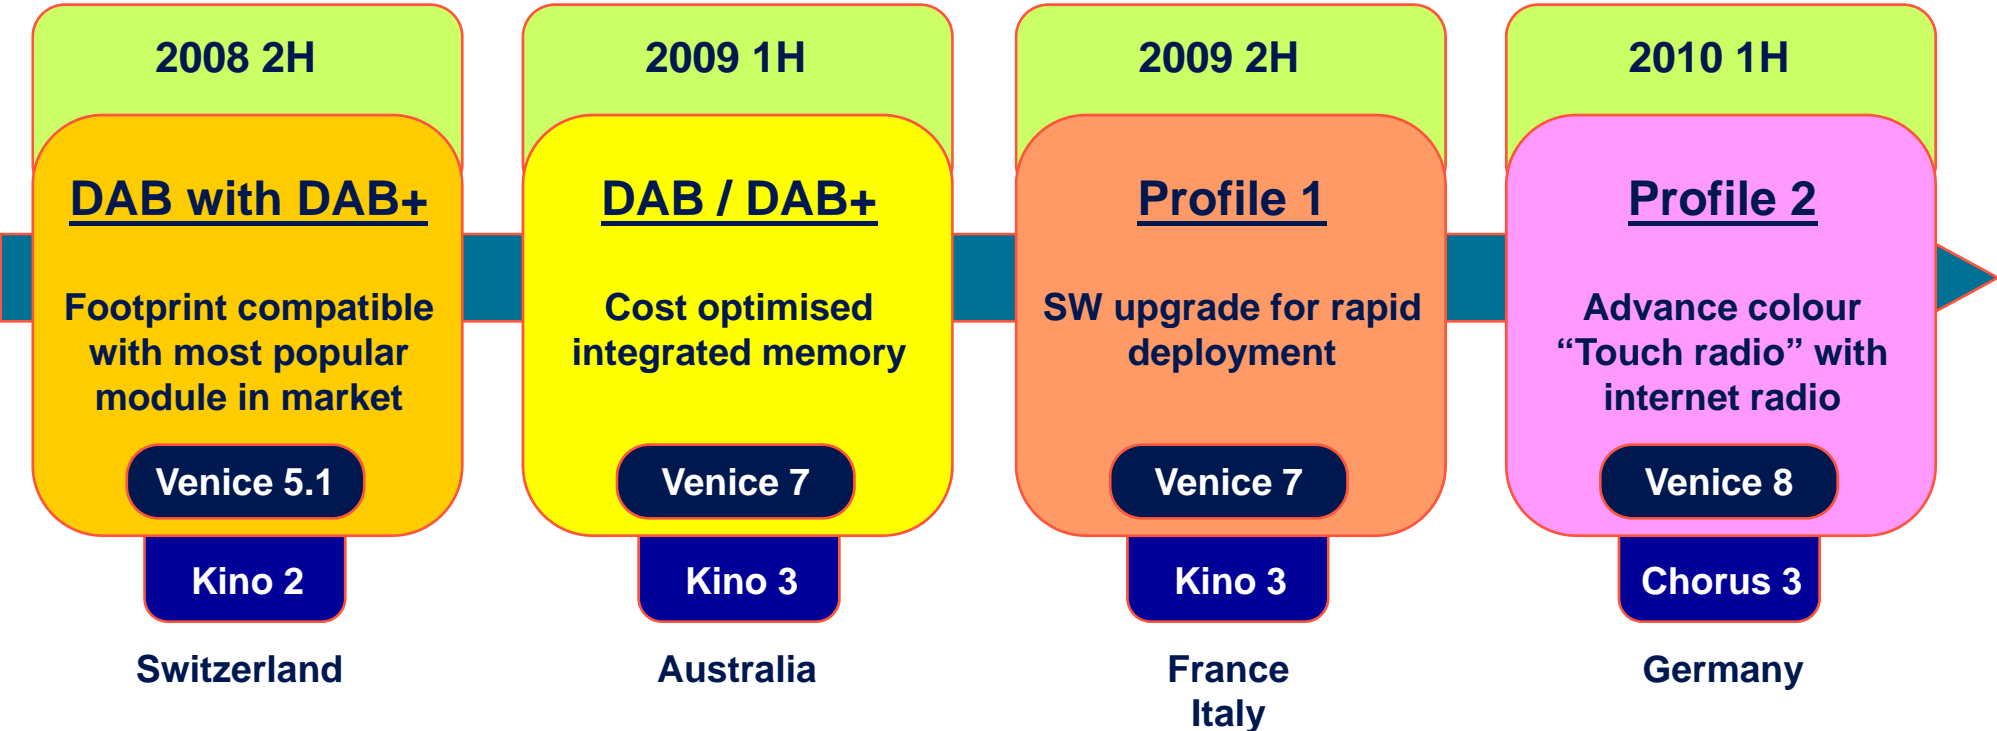 2008 2H
2009 1H
2009 2H
2010 1H
DAB with DAB+
Footprint compatible
with most popular
module in market
Venice 5.1
Kino 2
Switzerland
DAB / DAB+
Cost optimised
integrated memory
Venice 7
Kino 3
Australia
Profile 1
SW upgrade for rapid
deployment
Venice 7
Kino 3
France
Italy
Profile 2
Advance colour
“Touch radio” with
internet radio
Venice 8
Chorus 3
Germany